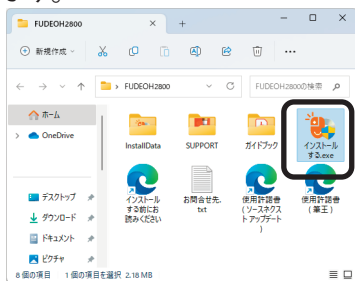 FUDEOH2800
新規作成
FUDEOH2800
FUDEOH2800の検索
ホーム
OneDrive
デスクトップ
ダウンロード
ドキュメント
ピクチャ
InstallData
SUPPORT
ガイドブック
インストール
する.exe
インストール
する前にお
読みください
お問合せ先.
txt
使用許諾書
(ソースネクス
トアップデート
)
使用許諾書
(筆王)
8 個の項目 1 個の項目を選択 2.18 MB